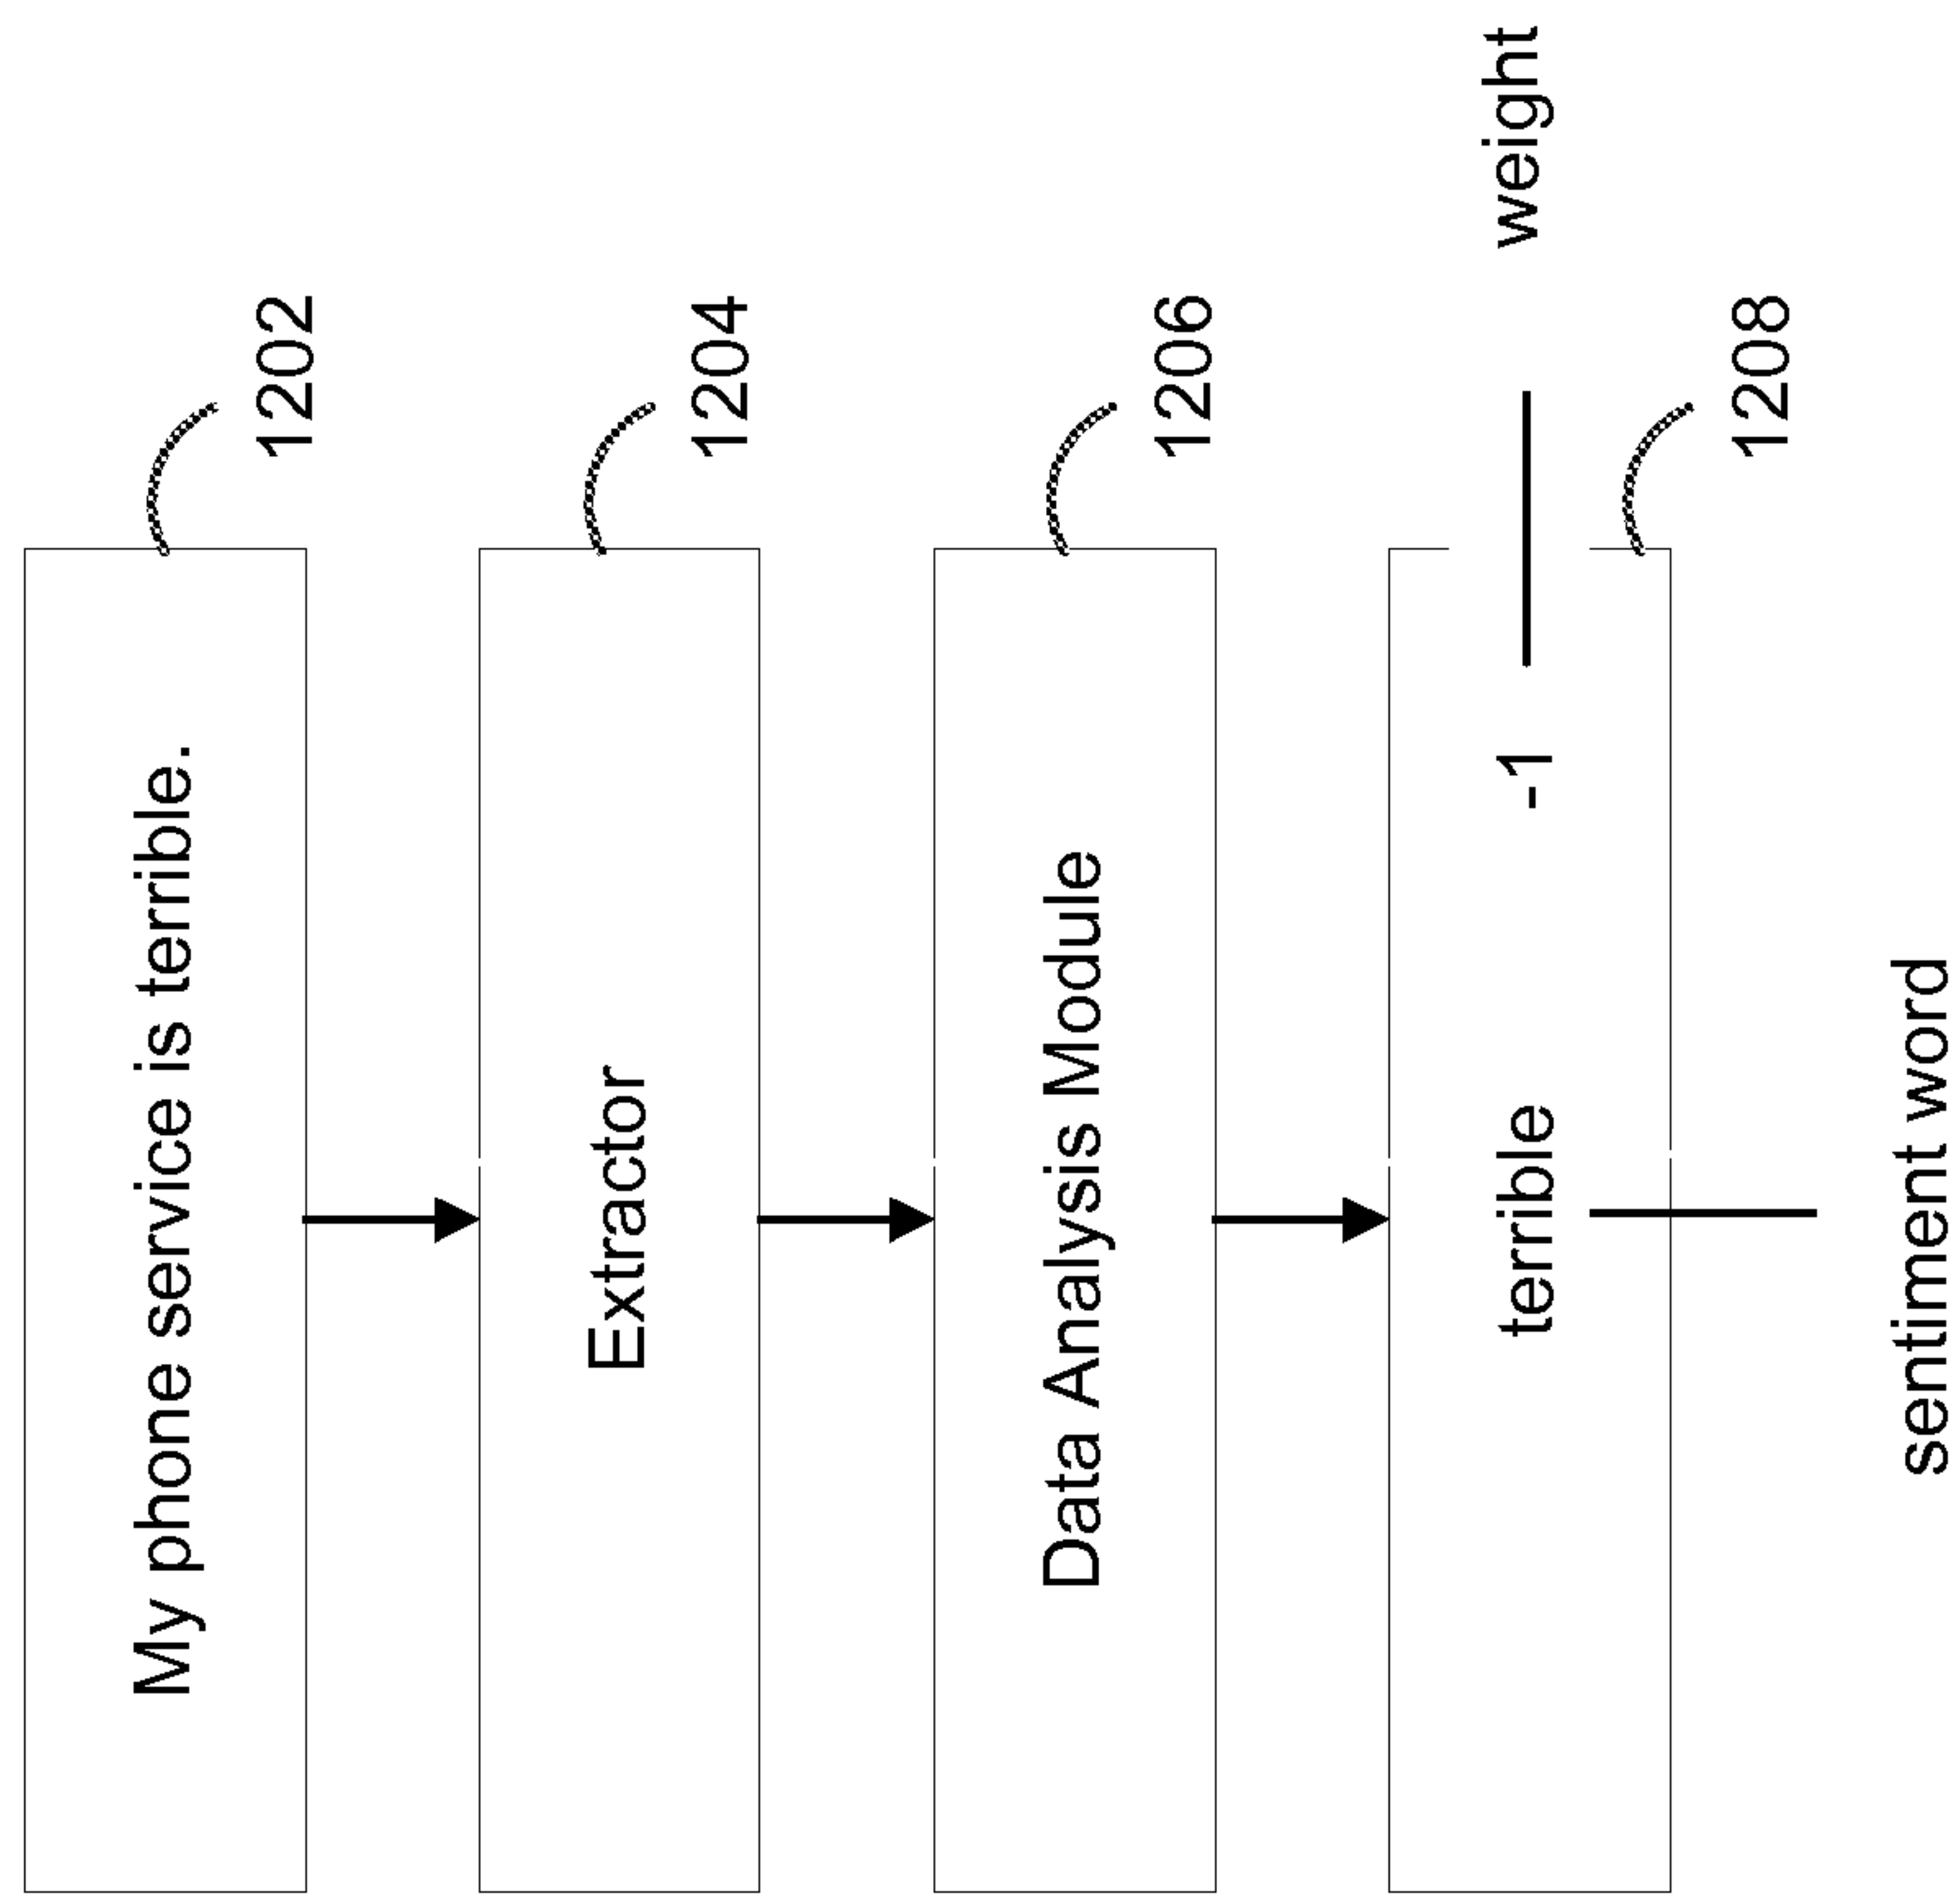 My phone service is terrible.
1202
Extractor
1204
Data Analysis Module
1206
terrible -1 weight
1208
sentiment word